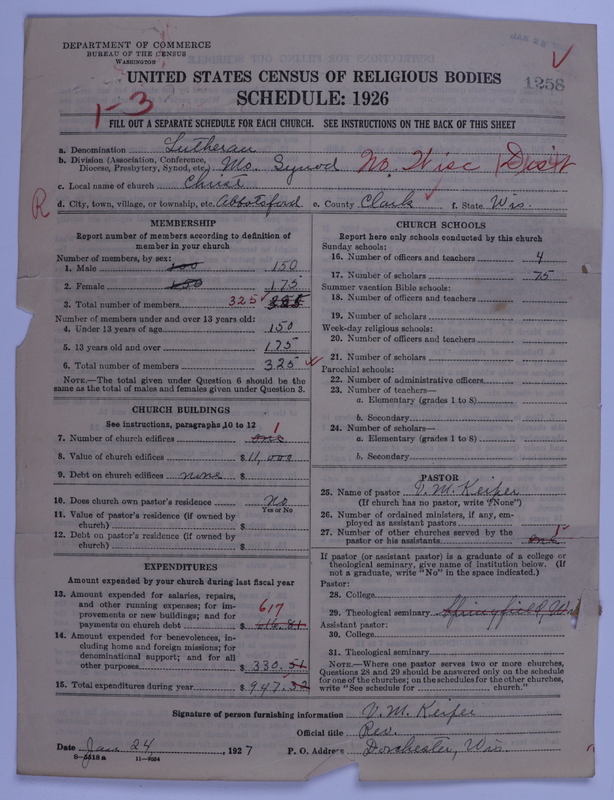 DEPARTMENT OF COMMERCE
BUREAU OF THE CENSUS
WASHINGTON
1258
UNITED STATES CENSUS OF RELIGIOUS BODIES
SCHEDULE: 1926
1-3
FILL OUT A SEPARATE SCHEDULE FOR EACH CHURCH. SEE INSTRUCTIONS ON THE BACK OF THIS SHEET
a. Denomination Lutheran
b. Division (Association, Conference, Diocese, Presbytery, Synod, etc.) Mo. Synod No. Wisc Dist
c. Local name of church Christ
R d. City, town, village, or township, etc. Abbotsford e. County Clark f. State Wis.
MEMBERSHIP
Report number of members according to definition of
member in your church
Number of members, by sex:
1. Male 100 150
2. Female 150 175
3. Total number of members 325
Number of members under and over 13 years old:
4. Under 13 years of age 150
5. 13 years old and over 175
6. Total number of members 325
NOTE.—The total given under Question 6 should be the
same as the total of males and females given under Question 3.
CHURCH BUILDINGS
See instructions, paragraphs 10 to 12
7. Number of church edifices one 1
8. Value of church edifices $ 11,000
9. Debt on church edifices none $
10. Does church own pastor's residence No
Yes or No
11. Value of pastor's residence (if owned by
church) $
12. Debt on pastor's residence (if owned by
church) $
EXPENDITURES
Amount expended by your church during last fiscal year
13. Amount expended for salaries, repairs,
and other running expenses; for im-
provements or new buildings; and for
payments on church debt $ 616.81 617
14. Amount expended for benevolences, in-
cluding home and foreign missions; for
denominational support; and for all
other purposes $ 330.51
15. Total expenditures during year $ 947.32
CHURCH SCHOOLS
Report here only schools conducted by this church
Sunday schools:
16. Number of officers and teachers 4
17. Number of scholars 75
Summer vacation Bible schools:
18. Number of officers and teachers
19. Number of scholars
Week-day religious schools:
20. Number of officers and teachers
21. Number of scholars
Parochial schools:
22. Number of administrative officers
23. Number of teachers—
a. Elementary (grades 1 to 8)
b. Secondary
24. Number of scholars—
a. Elementary (grades 1 to 8)
b. Secondary
PASTOR
25. Name of pastor V. M. Keiper
(If church has no pastor, write "None")
26. Number of ordained ministers, if any, em-
ployed as assistant pastors
27. Number of other churches served by the
pastor or his assistants one 1
If pastor (or assistant pastor) is a graduate of a college or
theological seminary, give name of institution below. (If
not a graduate, write "No" in the space indicated.)
Pastor:
28. College
29. Theological seminary Springfield,
Assistant pastor:
30. College
31. Theological seminary
NOTE.—Where one pastor serves two or more churches,
Questions 28 and 29 should be answered only on the schedule
for one of the churches; on the schedules for the other churches,
write "See schedule for church."
Signature of person furnishing information V. M. Keiper
Official title Rev.
Date Jan 24, 1927 P. O. Address Dorchester, Wis.
8—5518a 11—9054